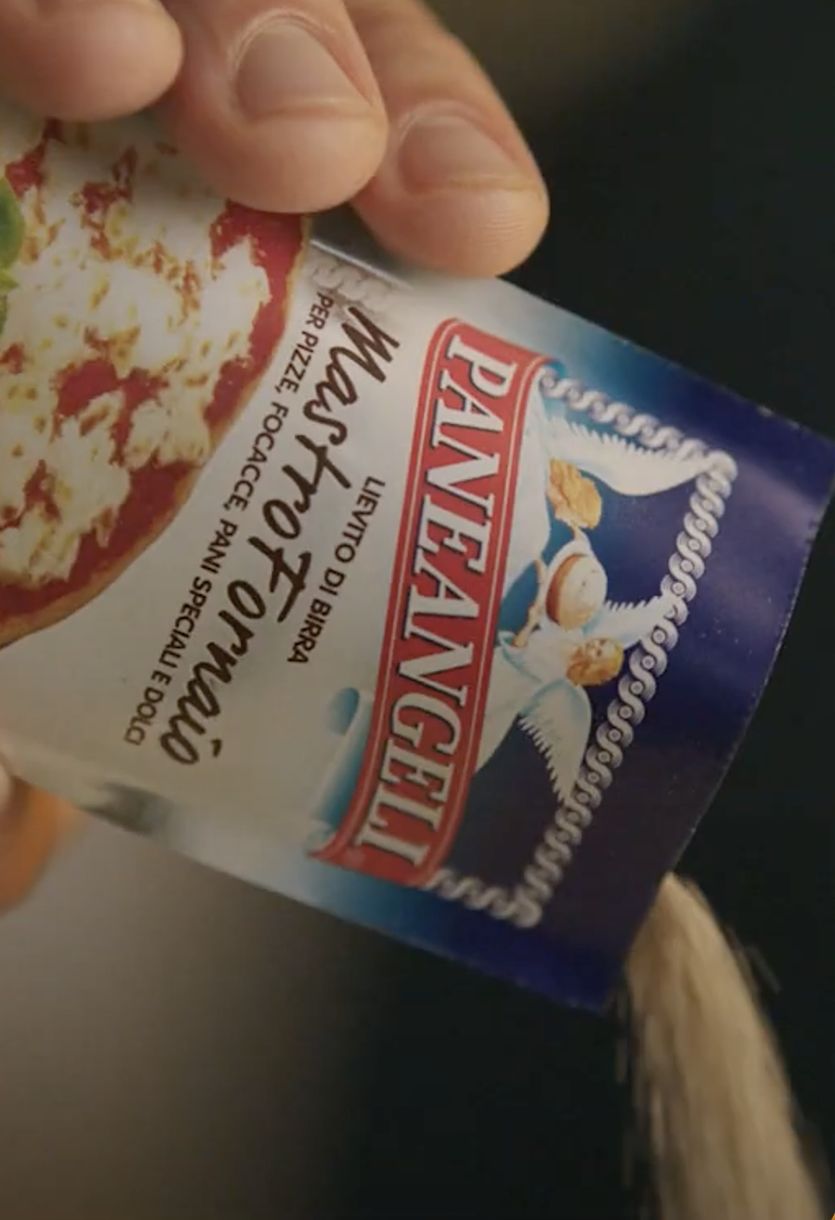 PANEANGELI
LIEVITO DI BIRRA
Mastro Fornaio
PER PIZZE, FOCACCE, PANI SPECIALI E DOLCI